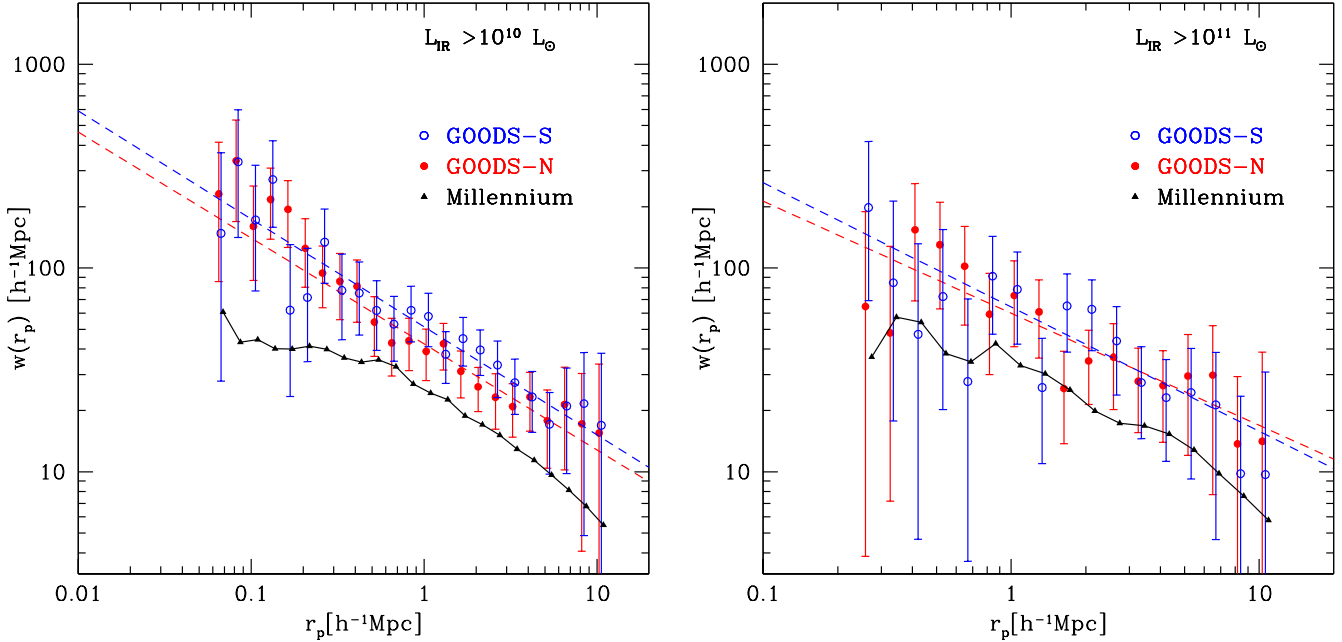 L_IR >10^10 L_⊙
GOODS-S
GOODS-N
Millennium
w(r_p) [h^-1Mpc]
1000
100
10
0.01
0.1
1
10
r_p[h^-1Mpc]
L_IR >10^11 L_⊙
GOODS-S
GOODS-N
Millennium
w(r_p) [h^-1Mpc]
1000
100
10
0.1
1
10
r_p[h^-1Mpc]